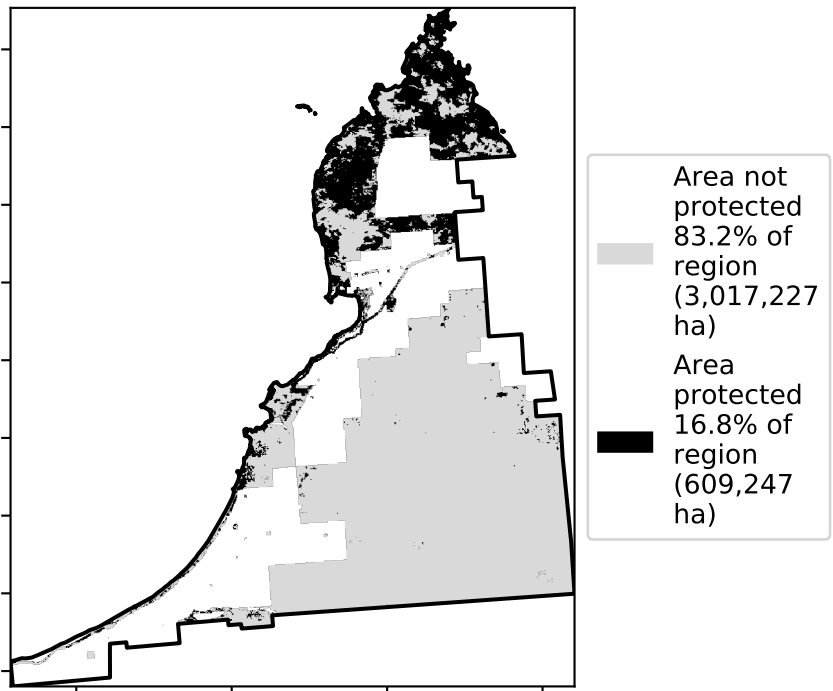 Area not
protected
83.2% of
region
(3,017,227
ha)
Area
protected
16.8% of
region
(609,247
ha)